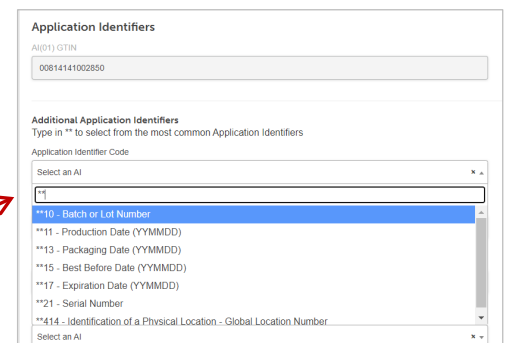 Application Identifiers
AI(01) GTIN
00814141002850
Additional Application Identifiers
Type in ** to select from the most common Application Identifiers
Application Identifier Code
Select an AI
**
**10 - Batch or Lot Number
**11 - Production Date (YYMMDD)
**13 - Packaging Date (YYMMDD)
**15 - Best Before Date (YYMMDD)
**17 - Expiration Date (YYMMDD)
**21 - Serial Number
**414 - Identification of a Physical Location - Global Location Number
Select an AI